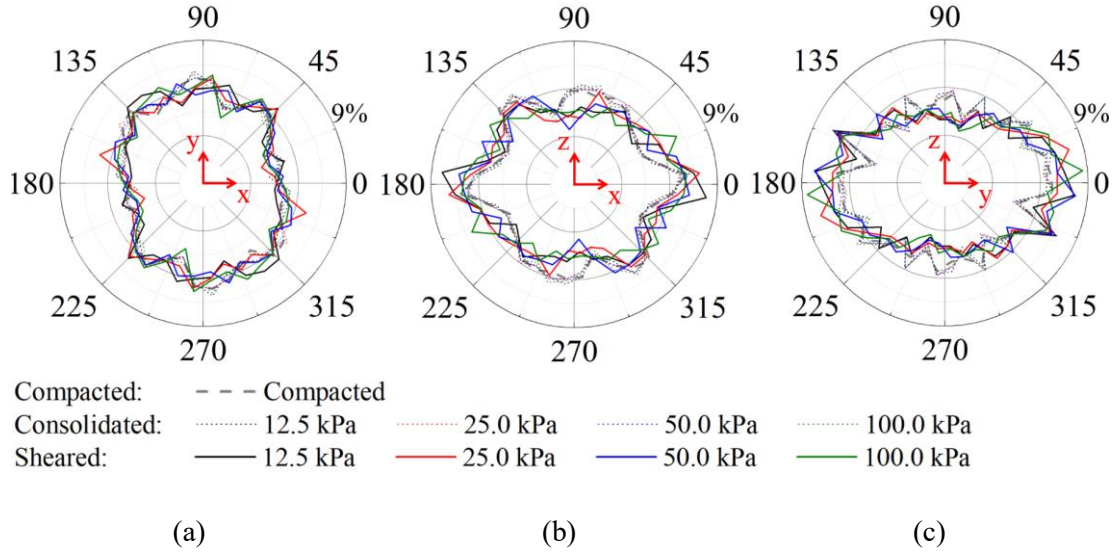 90 90 90
135 45 135 45 135 45
9% 9% 9%
y z z
180 x 0 180 x 0 180 y 0
225 315 225 315 225 315
270 270 270
Compacted: Compacted
Consolidated: 12.5 kPa 25.0 kPa 50.0 kPa 100.0 kPa
Sheared: 12.5 kPa 25.0 kPa 50.0 kPa 100.0 kPa
(a) (b) (c)